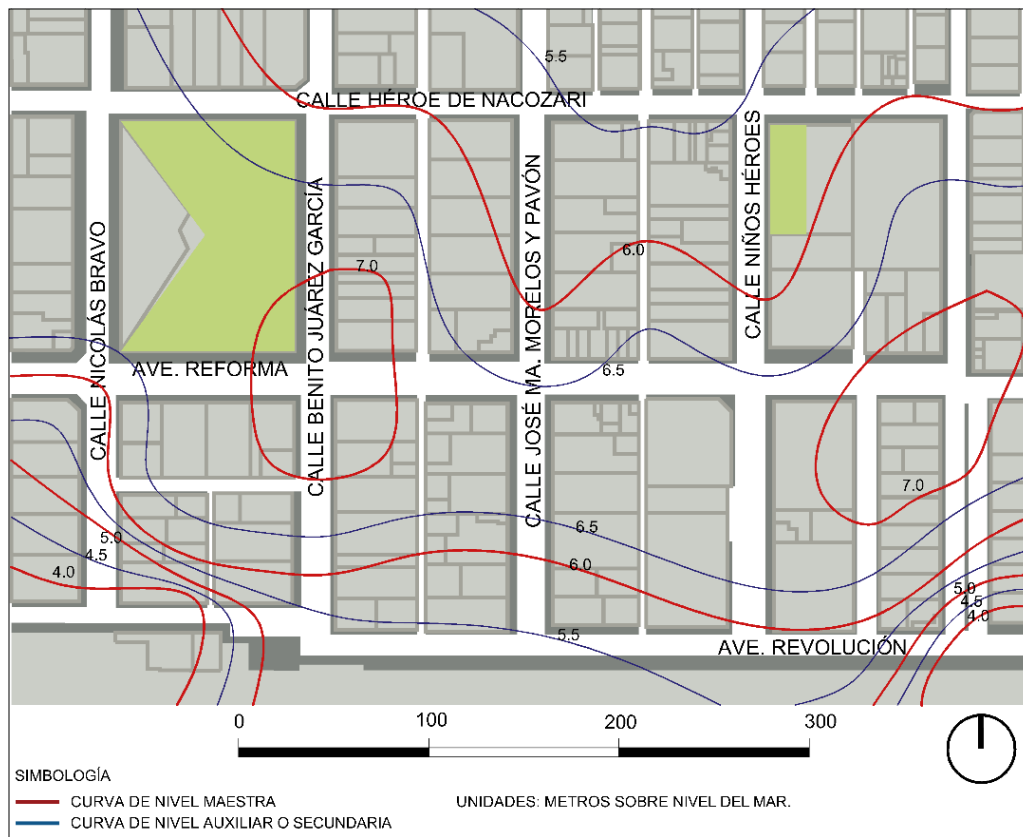 5.5
CALLE HÉROE DE NACOZARI
CALLE NICOLÁS BRAVO
CALLE BENITO JUÁREZ GARCÍA
CALLE JOSÉ MA. MORELOS Y PAVÓN
CALLE NIÑOS HÉROES
6.0
7.0
AVE. REFORMA
6.5
7.0
6.5
5.0
4.5
6.0
4.0
5.0
4.5
4.0
5.5
AVE. REVOLUCIÓN
0 100 200 300
SIMBOLOGÍA
CURVA DE NIVEL MAESTRA
UNIDADES: METROS SOBRE NIVEL DEL MAR.
CURVA DE NIVEL AUXILIAR O SECUNDARIA